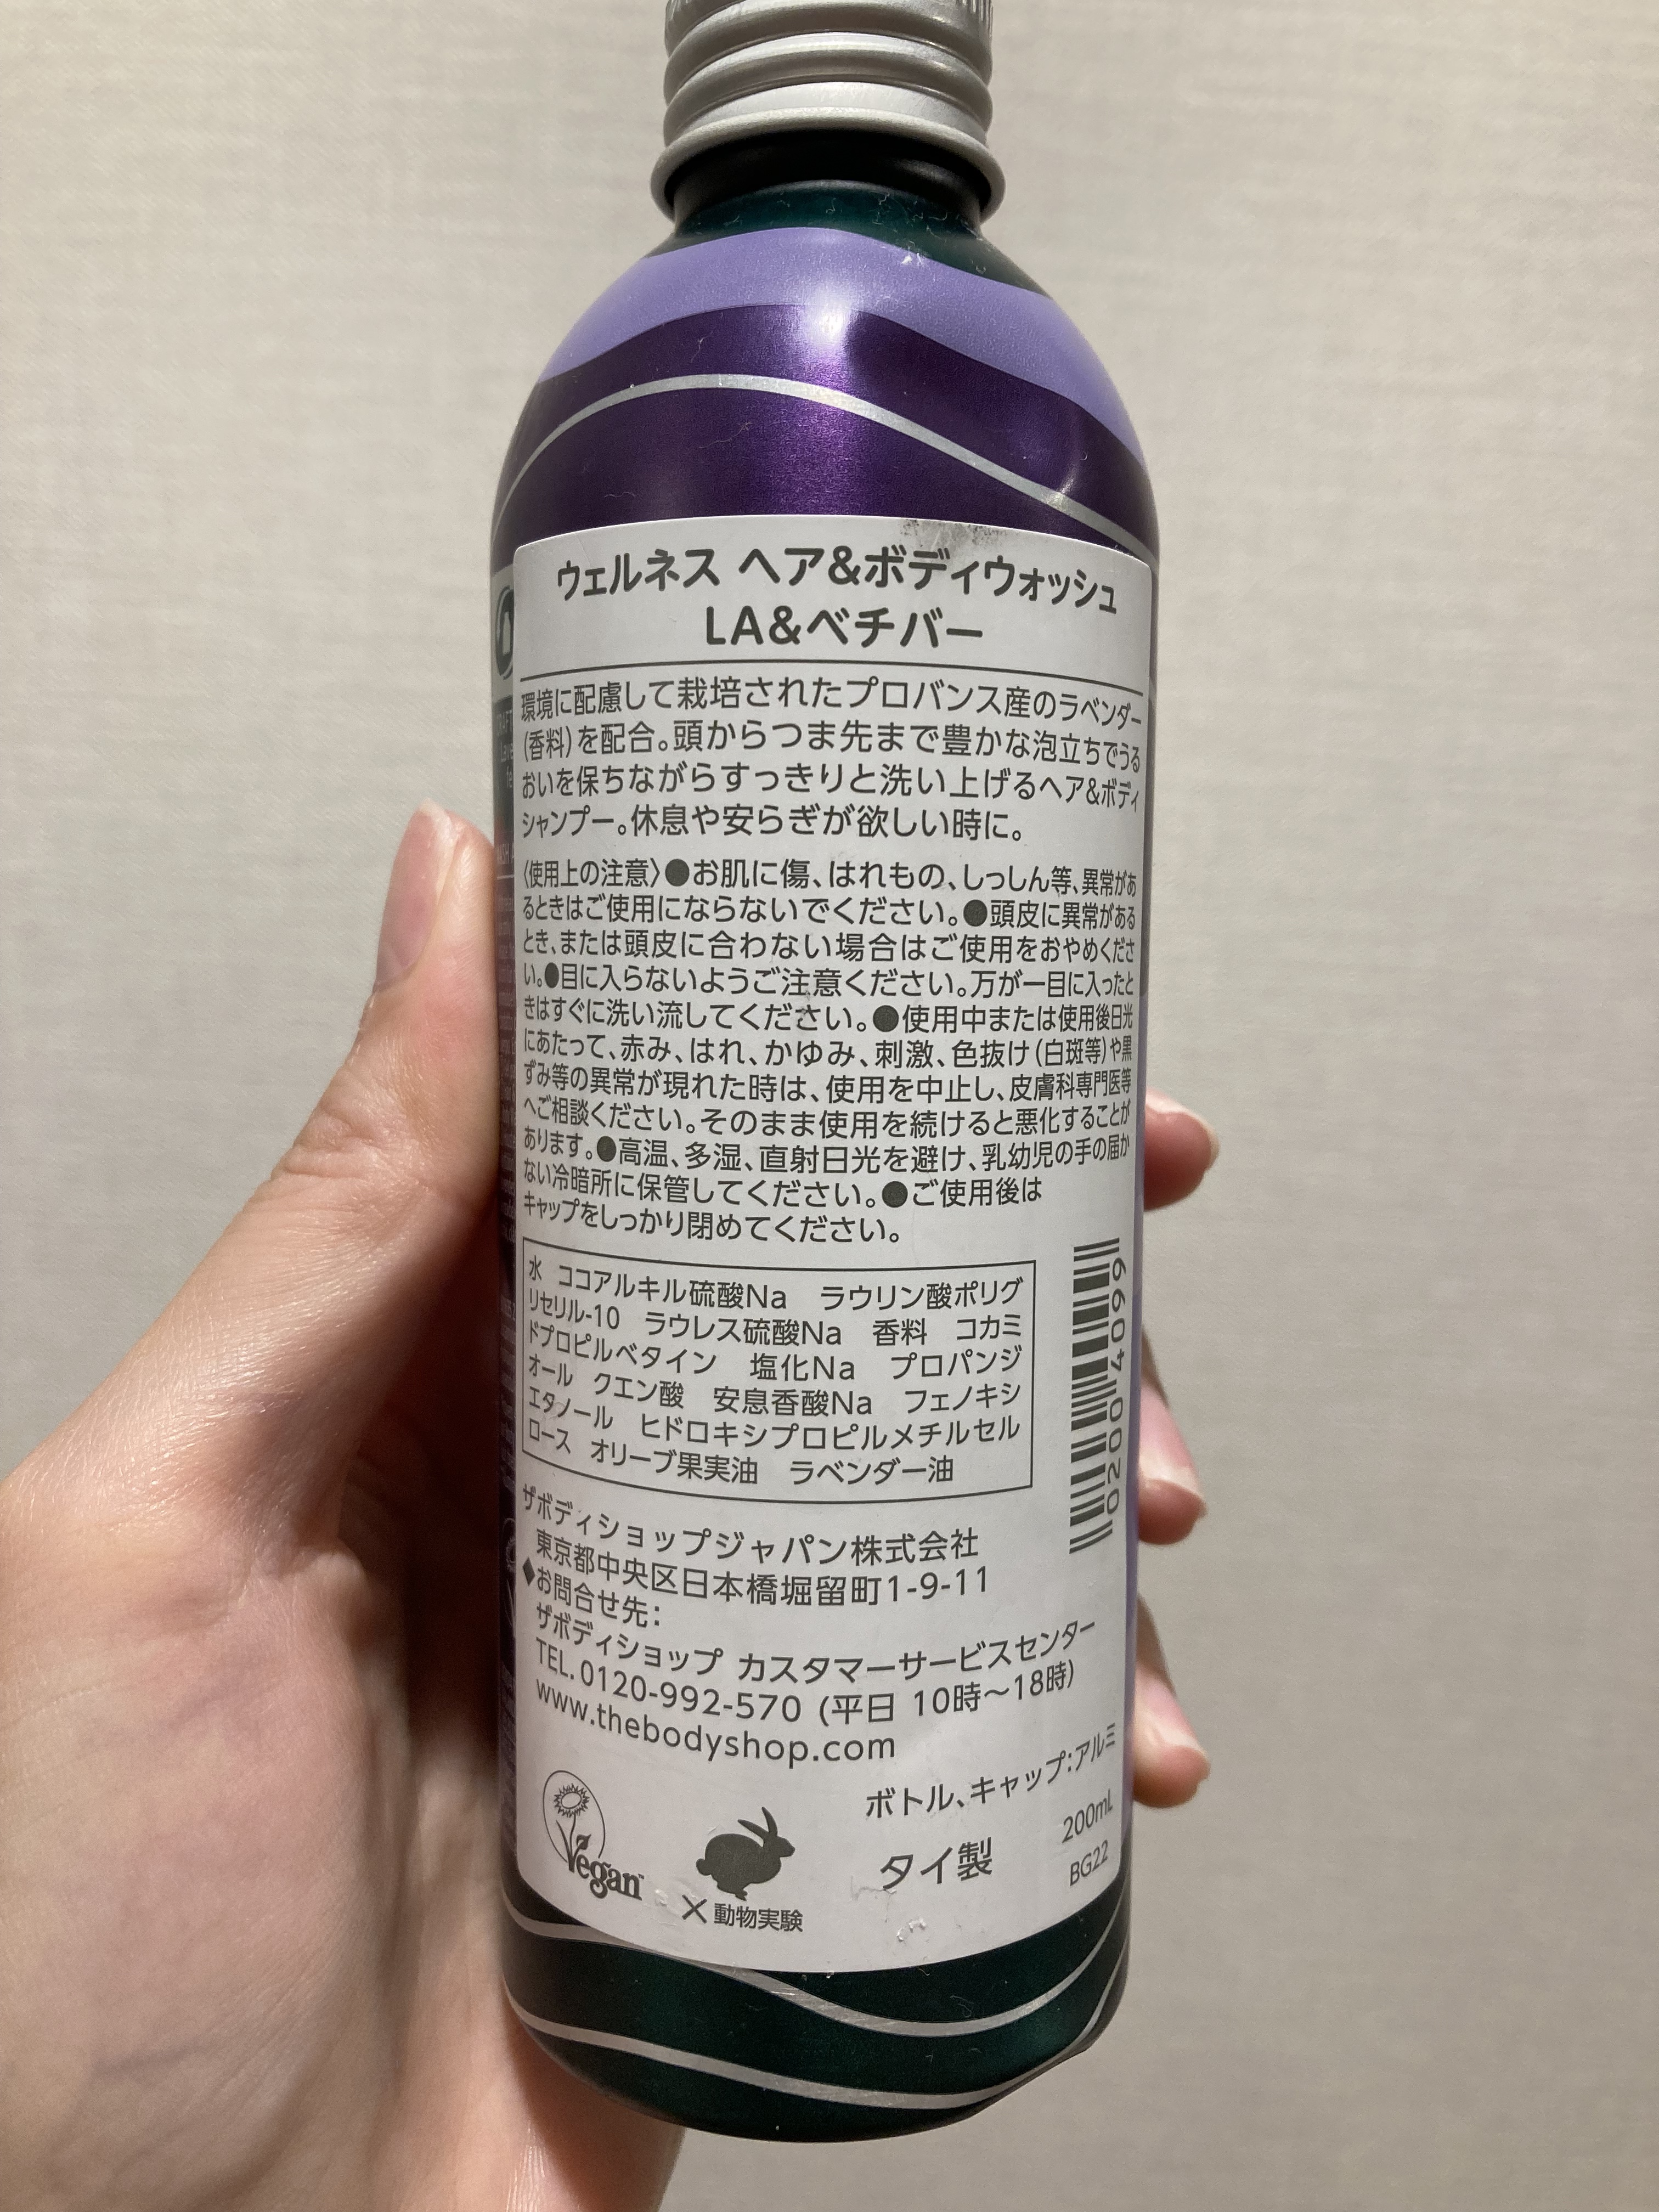 ウェルネス ヘア&ボディウォッシュ
LA&ベチバー
環境に配慮して栽培されたプロバンス産のラベンダー
(香料)を配合。頭からつま先まで豊かな泡立ちでうる
おいを保ちながらすっきりと洗い上げるヘア&ボディ
シャンプー。休息や安らぎが欲しい時に。
〈使用上の注意〉●お肌に傷、はれもの、しっしん等、異常があ
るときはご使用にならないでください。●頭皮に異常がある
とき、または頭皮に合わない場合はご使用をおやめくださ
い。●目に入らないようご注意ください。万が一目に入ったと
きはすぐに洗い流してください。●使用中または使用後日光
にあたって、赤み、はれ、かゆみ、刺激、色抜け(白斑等)や黒
ずみ等の異常が現れた時は、使用を中止し、皮膚科専門医等
へご相談ください。そのまま使用を続けると悪化することが
あります。●高温、多湿、直射日光を避け、乳幼児の手の届か
ない冷暗所に保管してください。●ご使用後は
キャップをしっかり閉めてください。
水 ココアルキル硫酸Na ラウリン酸ポリグ
リセリル-10 ラウレス硫酸Na 香料 コカミ
ドプロピルベタイン 塩化Na プロパンジ
オール クエン酸 安息香酸Na フェノキシ
エタノール ヒドロキシプロピルメチルセル
ロース オリーブ果実油 ラベンダー油
66040020
ザボディショップジャパン株式会社
東京都中央区日本橋堀留町1-9-11
◆お問合せ先：
ザボディショップ カスタマーサービスセンター
TEL.0120-992-570 (平日 10時～18時)
www.thebodyshop.com
ボトル、キャップ:アルミ
200mL
タイ製
BG22
Vegan
×動物実験